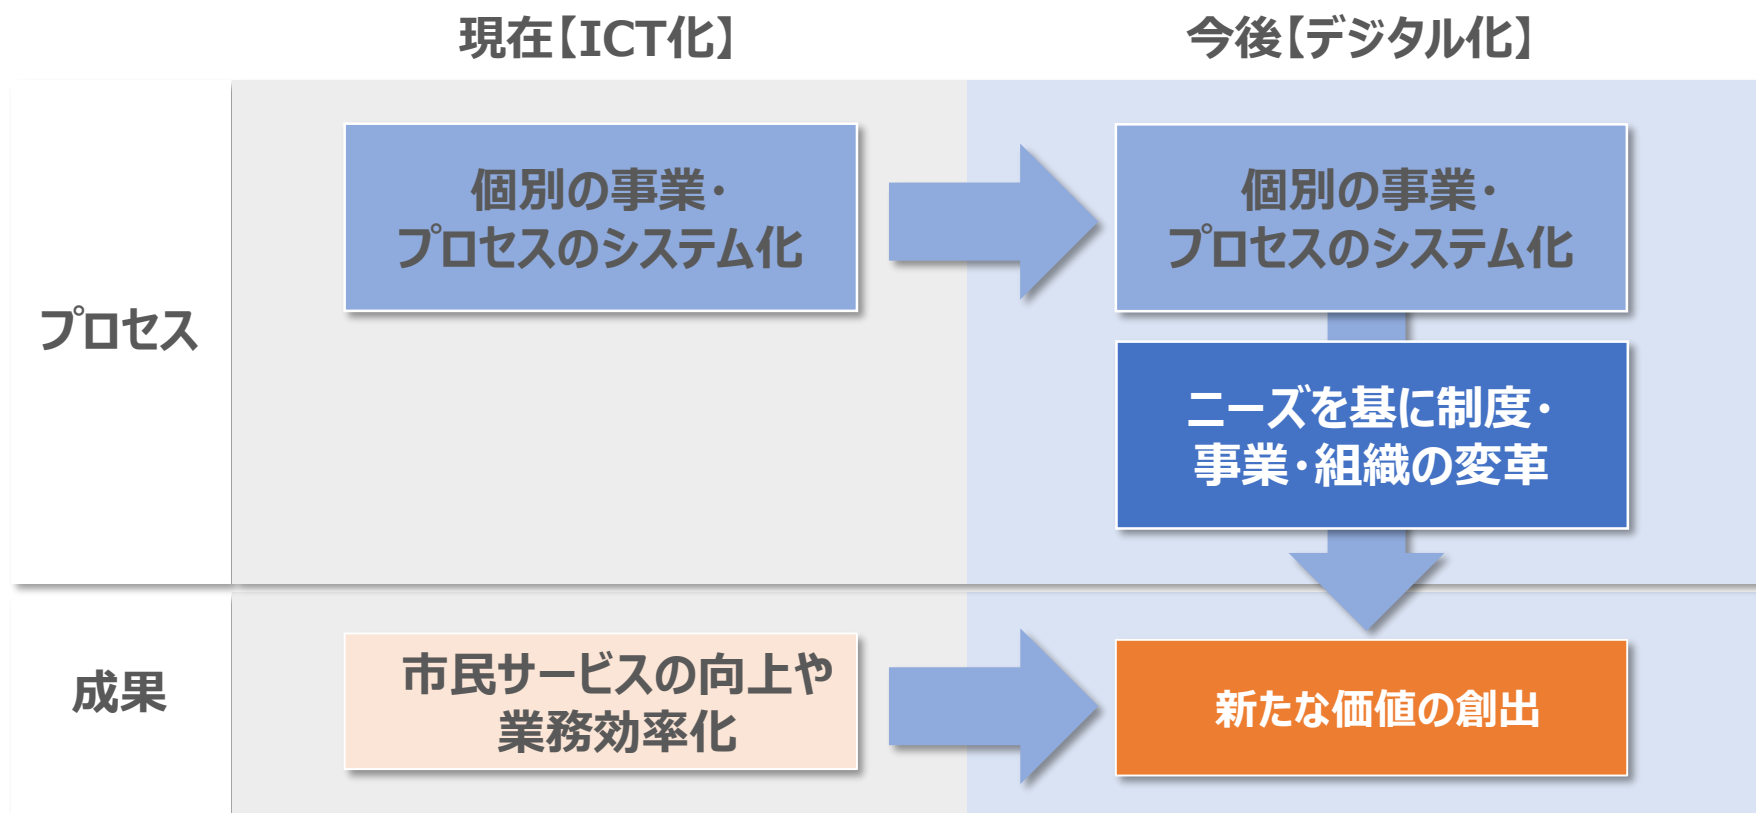 現在【ICT化】
今後【デジタル化】
プロセス
個別の事業・
プロセスのシステム化
個別の事業・
プロセスのシステム化
ニーズを基に制度・
事業・組織の変革
成果
市民サービスの向上や
業務効率化
新たな価値の創出